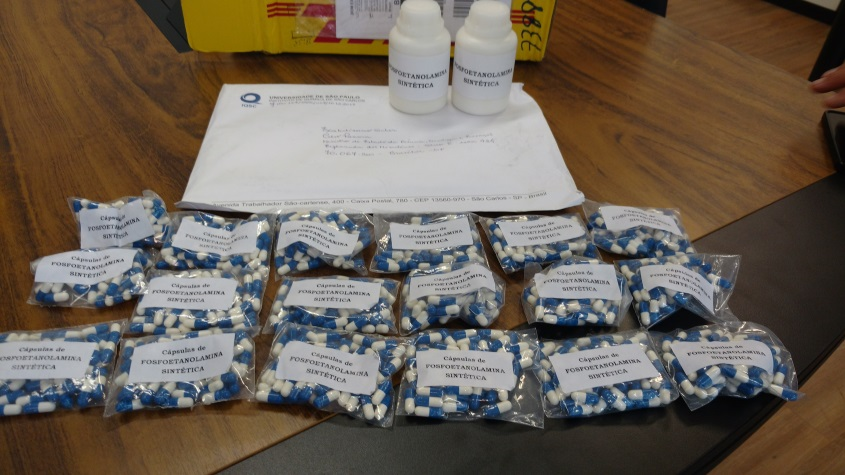 FOSFOETANOLAMINA
SINTÉTICA
FOSFOETANOLAMINA
SINTÉTICA
UNIVERSIDADE DE SÃO PAULO
Trabalhador São-carlense, 400 - Caixa Postal, 780 - CEP 13560-970 - São Carlos - SP - Brasil
Cápsulas de
FOSFOETANOLAMINA
SINTÉTICA
Cápsulas de
FOSFOETANOLAMINA
SINTÉTICA
Cápsulas de
FOSFOETANOLAMINA
SINTÉTICA
Cápsulas de
FOSFOETANOLAMINA
SINTÉTICA
Cápsulas de
FOSFOETANOLAMINA
SINTÉTICA
Cápsulas de
FOSFOETANOLAMINA
SINTÉTICA
Cápsulas de
FOSFOETANOLAMINA
SINTÉTICA
Cápsulas de
FOSFOETANOLAMINA
SINTÉTICA
Cápsulas de
FOSFOETANOLAMINA
SINTÉTICA
Cápsulas de
FOSFOETANOLAMINA
SINTÉTICA
Cápsulas de
FOSFOETANOLAMINA
SINTÉTICA
Cápsulas de
FOSFOETANOLAMINA
SINTÉTICA
Cápsulas de
FOSFOETANOLAMINA
SINTÉTICA
Cápsulas de
FOSFOETANOLAMINA
SINTÉTICA
Cápsulas de
FOSFOETANOLAMINA
SINTÉTICA
Cápsulas de
FOSFOETANOLAMINA
SINTÉTICA
Cápsulas de
FOSFOETANOLAMINA
SINTÉTICA
Cápsulas de
FOSFOETANOLAMINA
SINTÉTICA